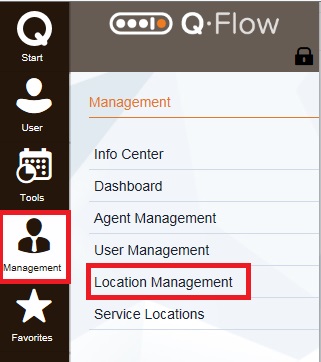 Q·Flow
Start
User
Tools
Management
Favorites
Management
Info Center
Dashboard
Agent Management
User Management
Location Management
Service Locations